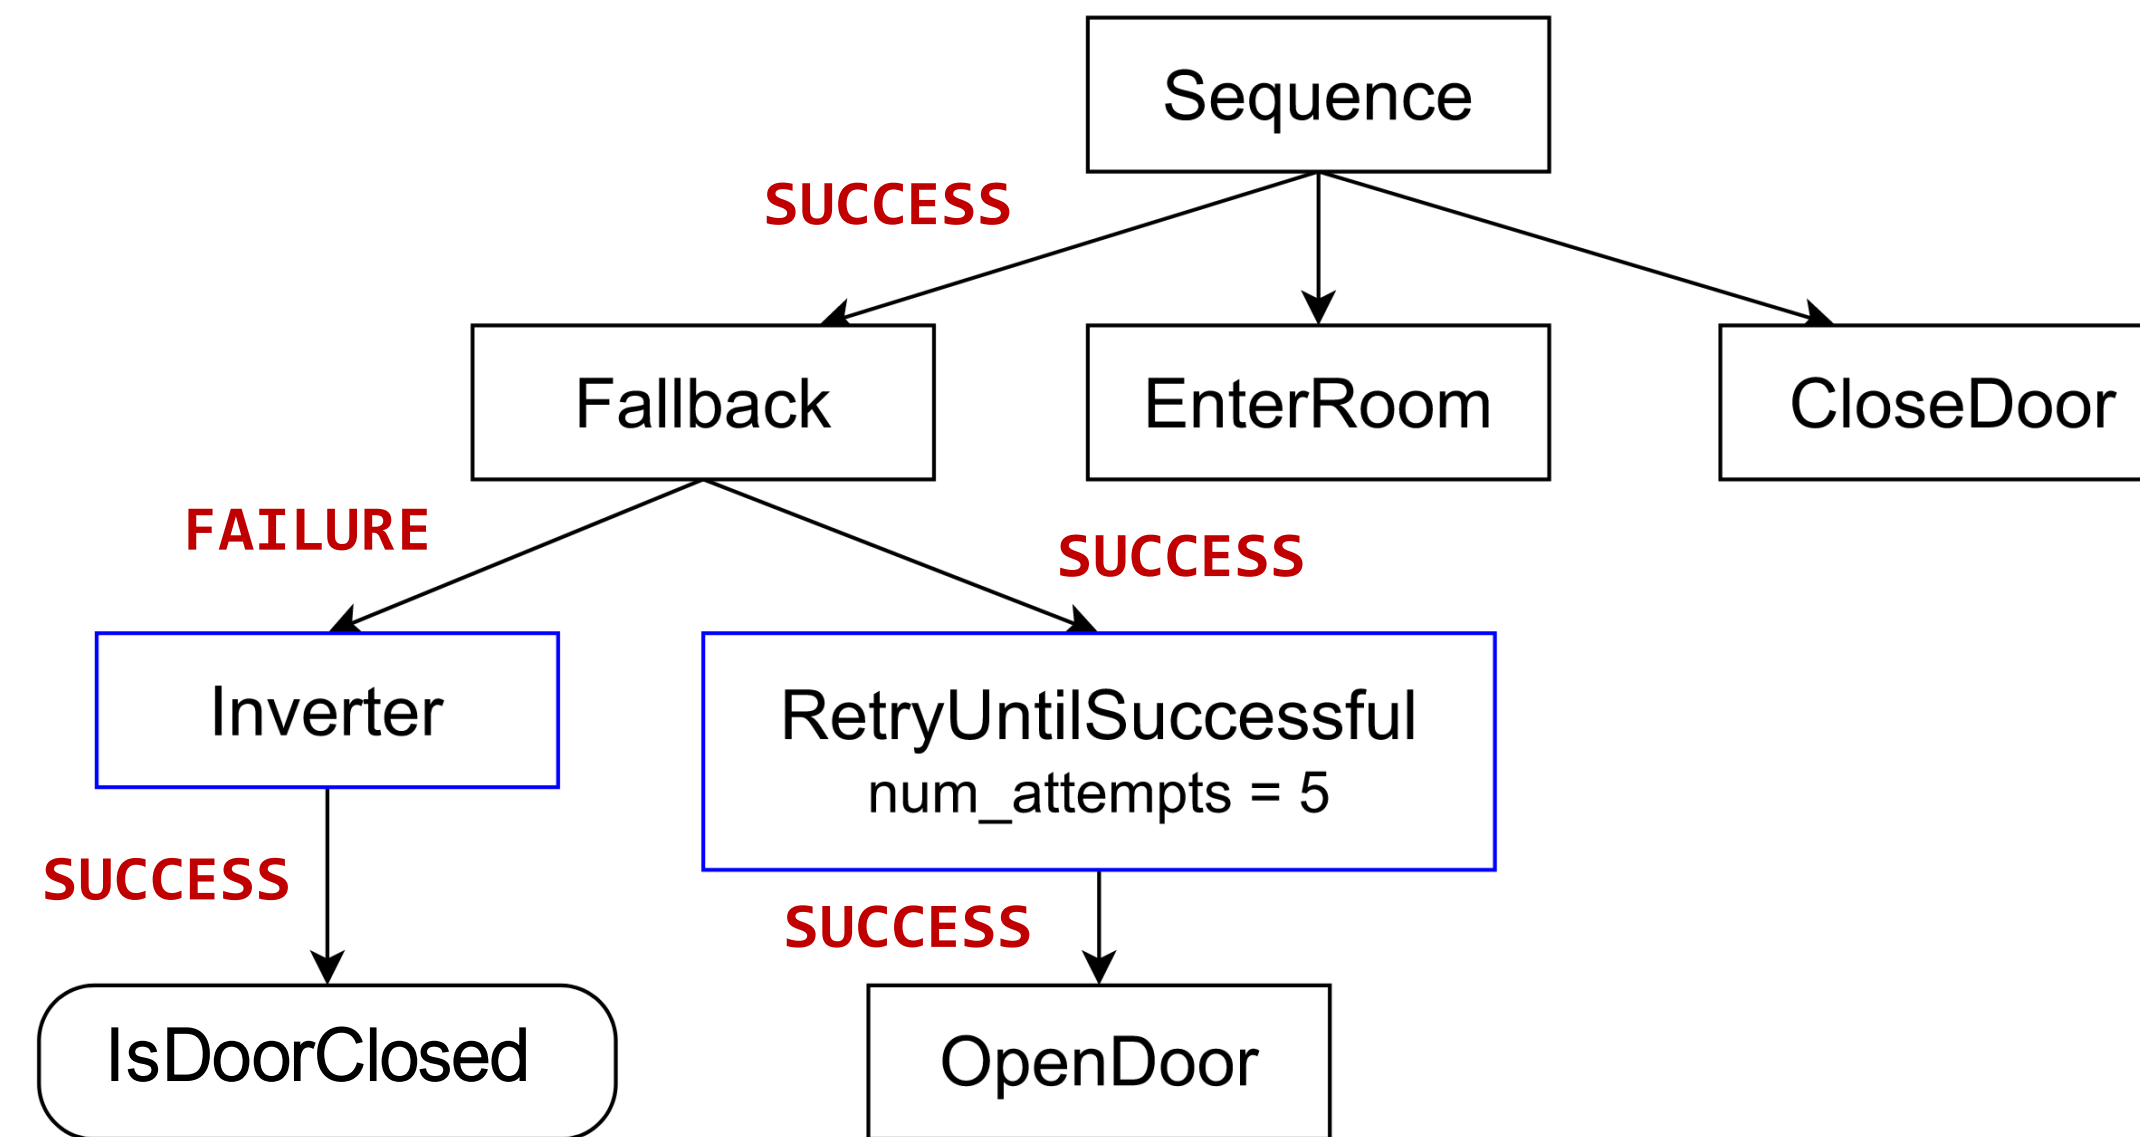 Sequence
SUCCESS
Fallback
EnterRoom
CloseDoor
FAILURE
SUCCESS
Inverter
RetryUntilSuccessful
num_attempts = 5
SUCCESS
SUCCESS
IsDoorClosed
OpenDoor